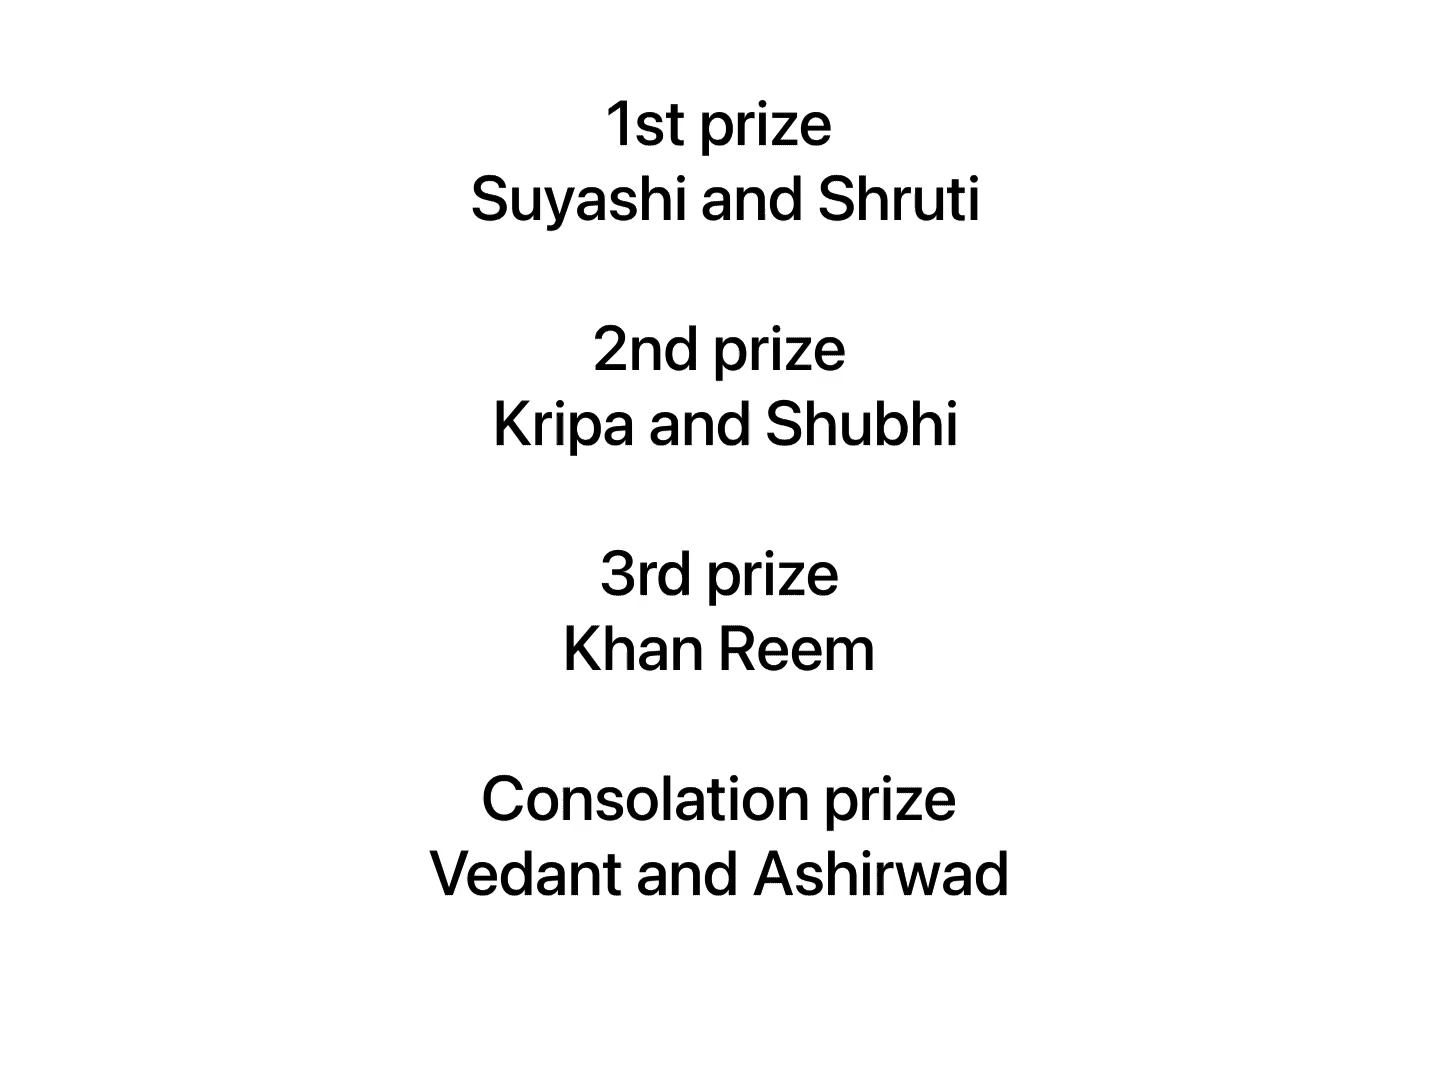 1st prize
Suyashi and Shruti
2nd prize
Kripa and Shubhi
3rd prize
Khan Reem
Consolation prize
Vedant and Ashirwad